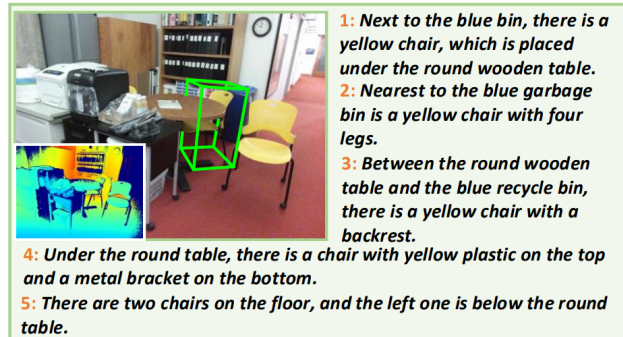 1: Next to the blue bin, there is a
yellow chair, which is placed
under the round wooden table.
2: Nearest to the blue garbage
bin is a yellow chair with four
legs.
3: Between the round wooden
table and the blue recycle bin,
there is a yellow chair with a
backrest.
4: Under the round table, there is a chair with yellow plastic on the top
and a metal bracket on the bottom.
5: There are two chairs on the floor, and the left one is below the round
table.